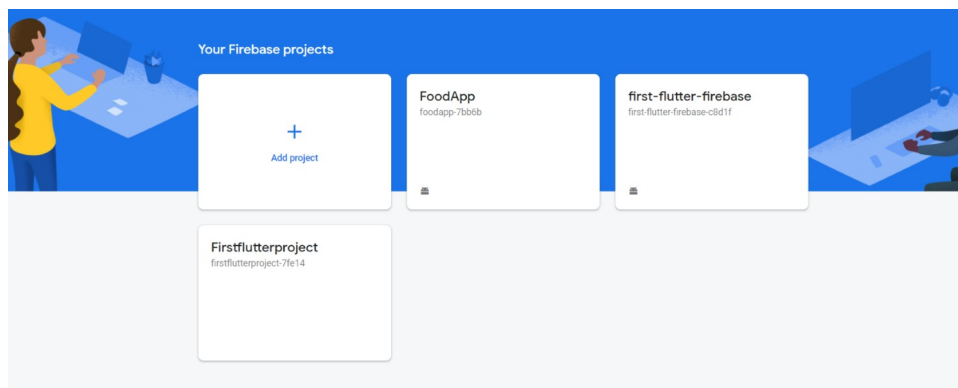 Your Firebase projects
Add project
FoodApp
foodapp-7bb6b
first-flutter-firebase
first-flutter-firebase-c8d1f
Firstflutterproject
firstflutterproject-7fe14